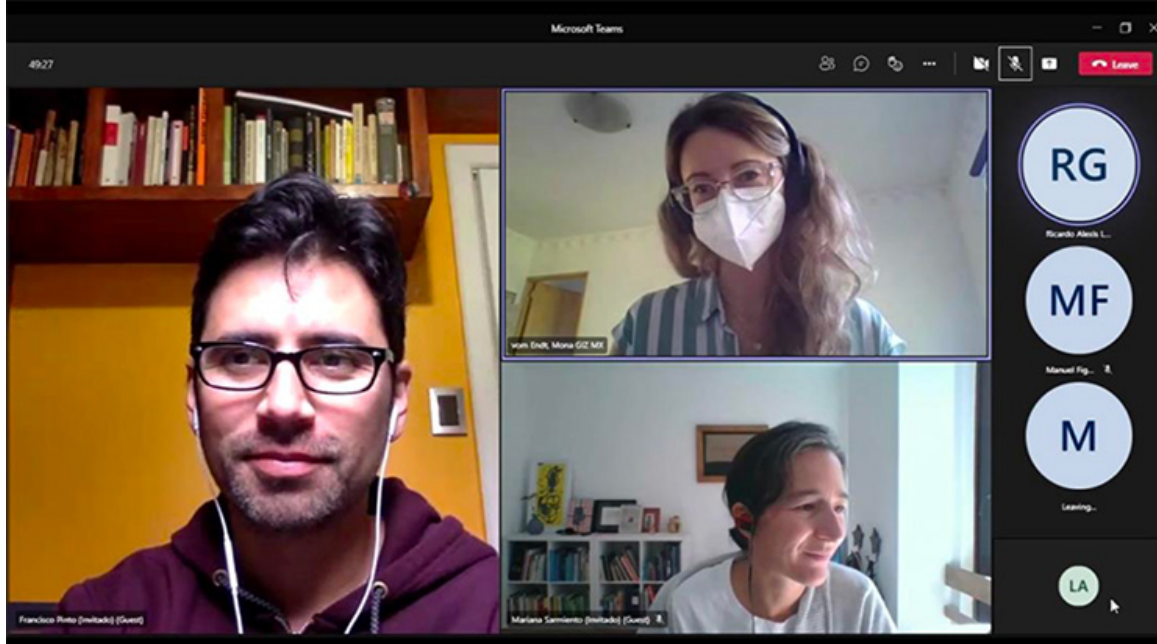 Microsoft Teams
49:27
Leave
RG
Ricardo Alexis L...
vom Endt, Mona GIZ MX
MF
Manuel Fig...
M
Leaving...
Francisco Pinto (Invitado) (Guest)
Mariana Sarmiento (Invitado) (Guest)
LA